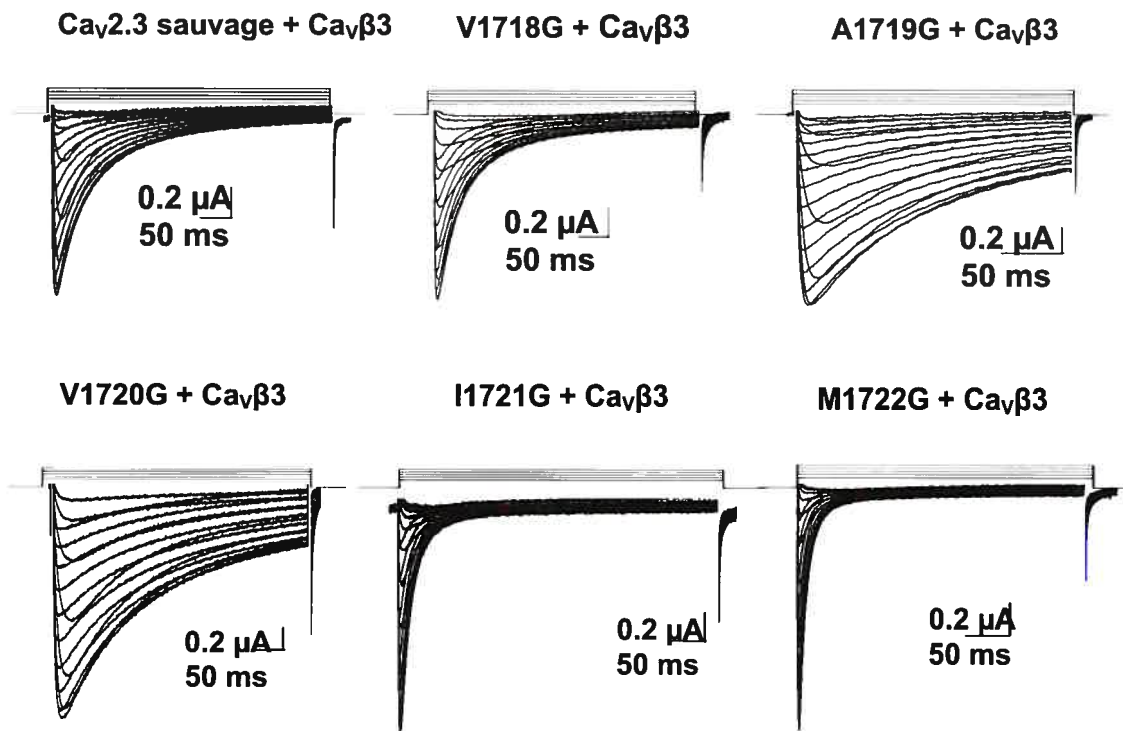 Cav2.3 sauvage + Cavβ3
V1718G + Cavβ3
A1719G + Cavβ3
0.2 µA
50 ms
0.2 µA
50 ms
0.2 µA
50 ms
V1720G + Cavβ3
I1721G + Cavβ3
M1722G + Cavβ3
0.2 µA
50 ms
0.2 µA
50 ms
0.2 µA
50 ms